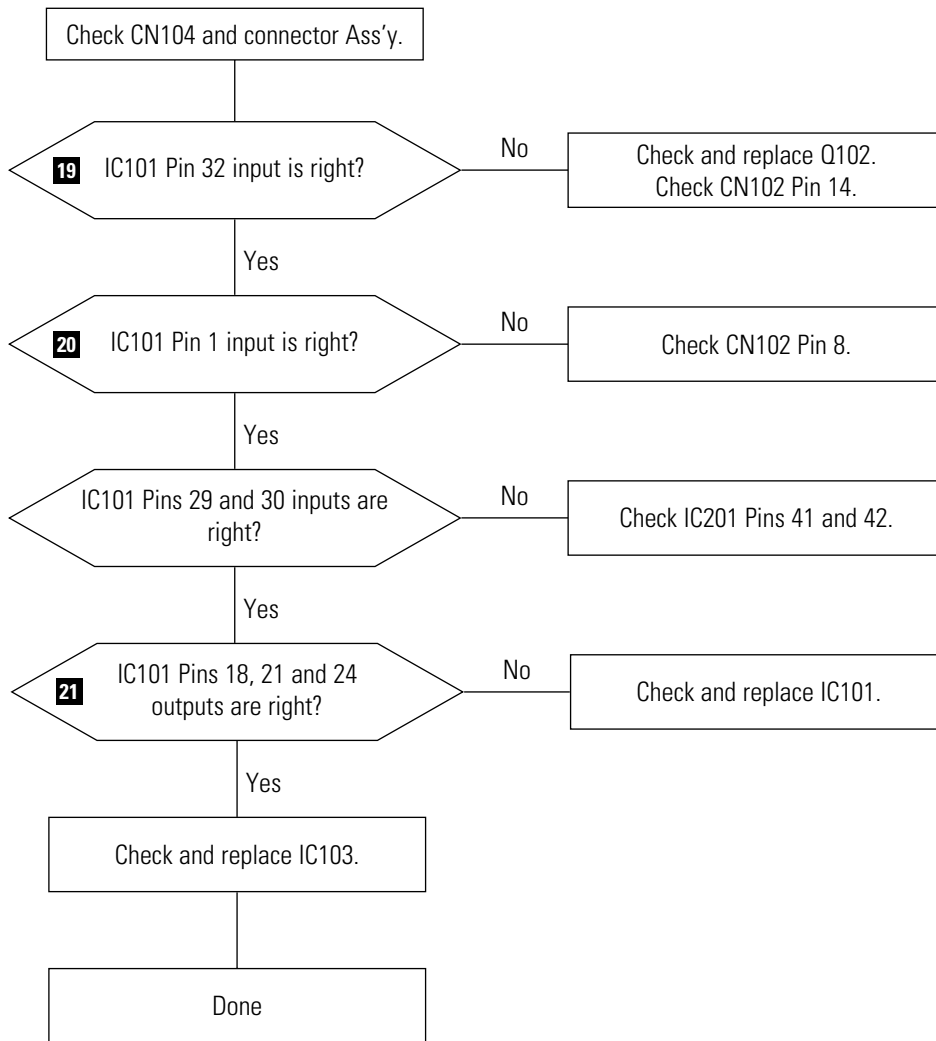 Check CN104 and connector Ass'y.
19 IC101 Pin 32 input is right?
No
Check and replace Q102.
Check CN102 Pin 14.
Yes
20 IC101 Pin 1 input is right?
No
Check CN102 Pin 8.
Yes
IC101 Pins 29 and 30 inputs are
right?
No
Check IC201 Pins 41 and 42.
Yes
21 IC101 Pins 18, 21 and 24
outputs are right?
No
Check and replace IC101.
Yes
Check and replace IC103.
Done